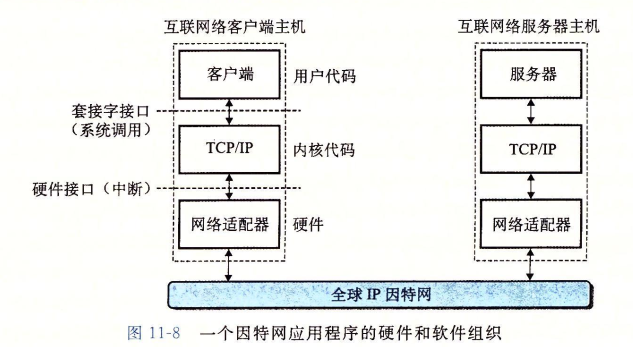 互联网络客户端主机
互联网络服务器主机
客户端
用户代码
服务器
套接字接口
（系统调用）
TCP/IP
内核代码
TCP/IP
硬件接口（中断）
网络适配器
硬件
网络适配器
全球 IP 因特网
图 11-8 一个因特网应用程序的硬件和软件组织